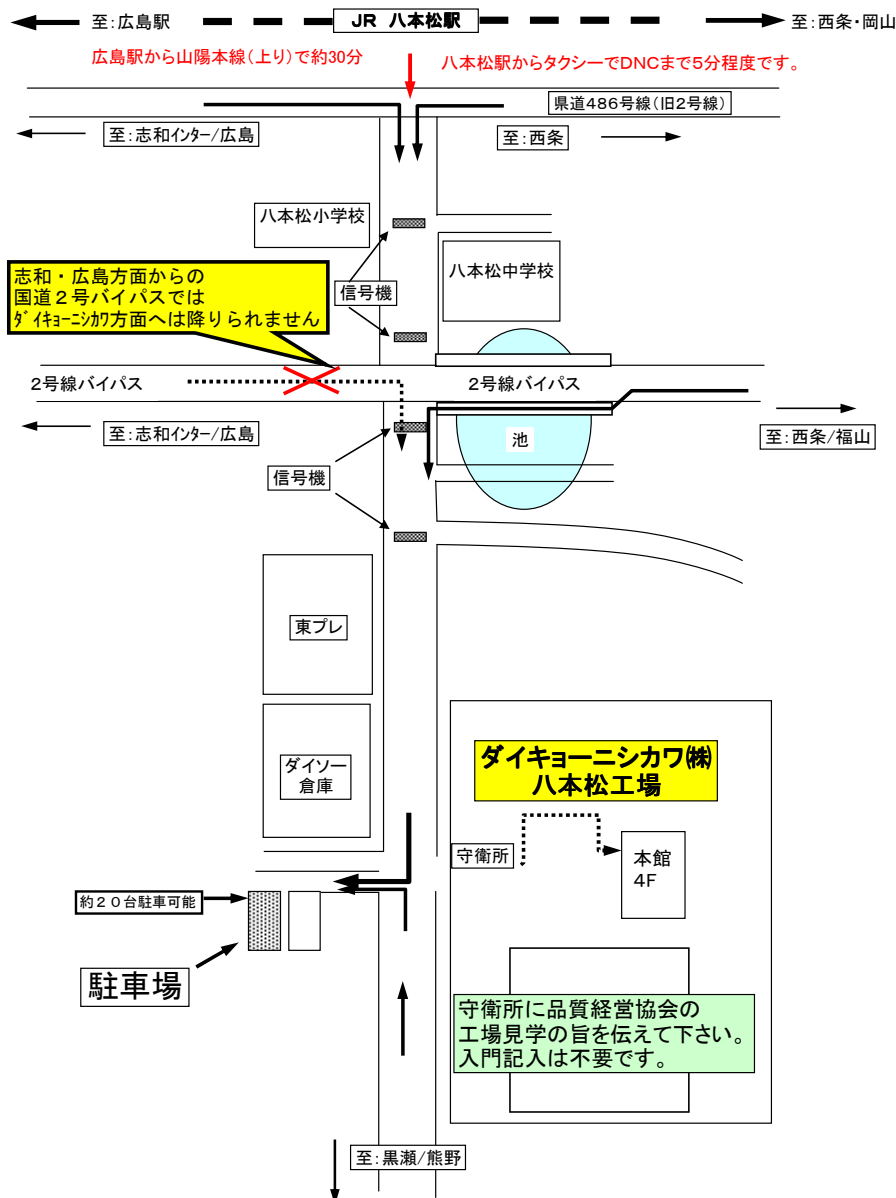 至:広島駅
JR 八本松駅
至:西条・岡山
広島駅から山陽本線(上り)で約30分
八本松駅からタクシーでDNCまで5分程度です。
県道486号線(旧2号線)
至:志和インター/広島
至:西条
八本松小学校
八本松中学校
志和・広島方面からの
国道2号バイパスでは
ダイキョーニシカワ方面へは降りられません
信号機
2号線バイパス
2号線バイパス
至:志和インター/広島
池
至:西条/福山
信号機
東プレ
ダイソー
倉庫
ダイキョーニシカワ㈱
八本松工場
守衛所
本館
4F
約20台駐車可能
駐車場
守衛所に品質経営協会の
工場見学の旨を伝えて下さい。
入門記入は不要です。
至:黒瀬/熊野